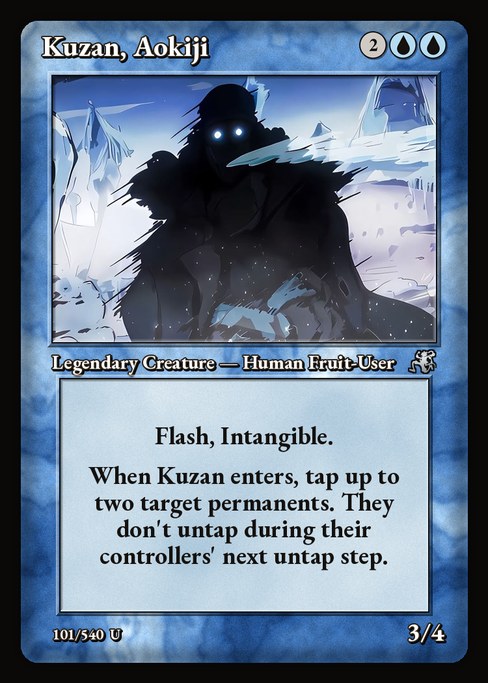 Kuzan, Aokiji
2
Legendary Creature — Human Fruit-User
Flash, Intangible.
When Kuzan enters, tap up to
two target permanents. They
don't untap during their
controllers' next untap step.
101/540 U
3/4